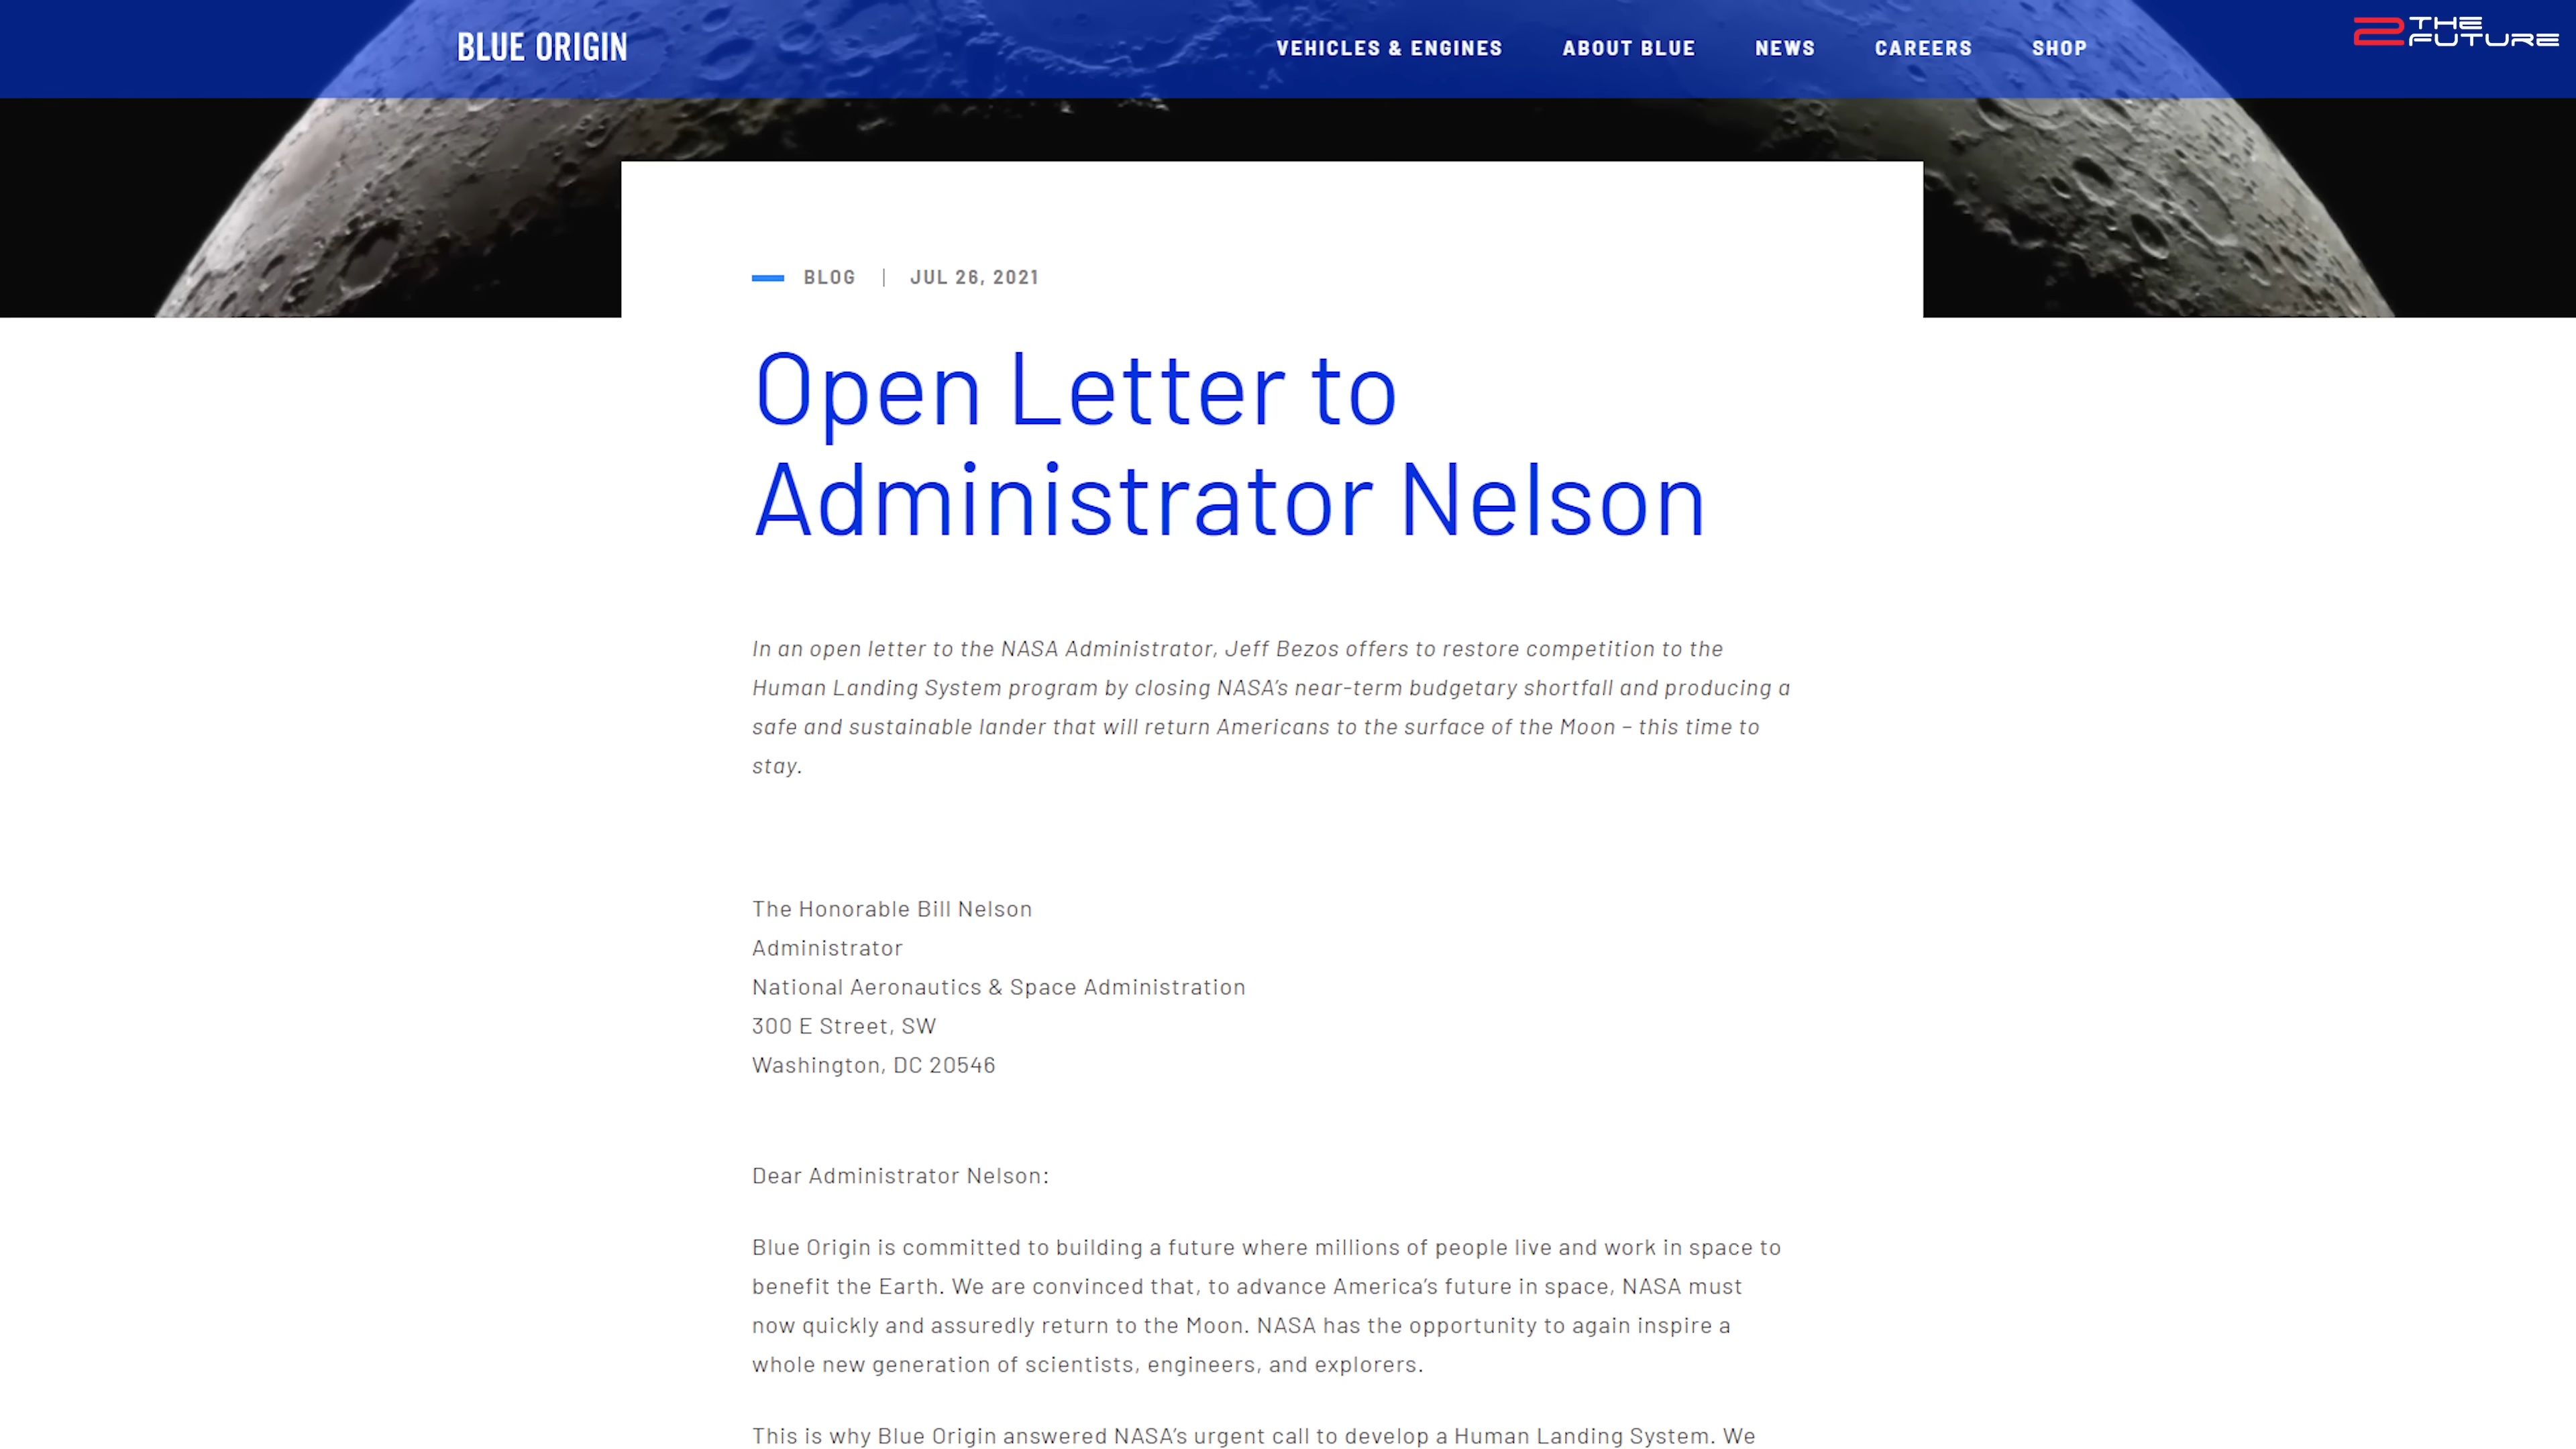 BLUE ORIGIN
VEHICLES & ENGINES ABOUT BLUE NEWS CAREERS SHOP
2 THE FUTURE
BLOG | JUL 26, 2021
Open Letter to
Administrator Nelson
In an open letter to the NASA Administrator, Jeff Bezos offers to restore competition to the
Human Landing System program by closing NASA’s near-term budgetary shortfall and producing a
safe and sustainable lander that will return Americans to the surface of the Moon – this time to
stay.
The Honorable Bill Nelson
Administrator
National Aeronautics & Space Administration
300 E Street, SW
Washington, DC 20546
Dear Administrator Nelson:
Blue Origin is committed to building a future where millions of people live and work in space to
benefit the Earth. We are convinced that, to advance America’s future in space, NASA must
now quickly and assuredly return to the Moon. NASA has the opportunity to again inspire a
whole new generation of scientists, engineers, and explorers.
This is why Blue Origin answered NASA’s urgent call to develop a Human Landing System. We